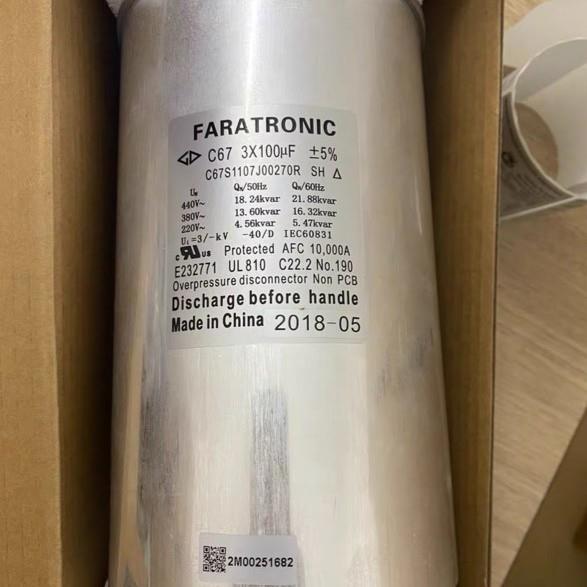 FARATRONIC
C67 3X100μF ±5%
C67S1107J00270R SH Δ
Uₙ Qₙ/50Hz Qₙ/60Hz
440V~ 18.24kvar 21.88kvar
380V~ 13.60kvar 16.32kvar
220V~ 4.56kvar 5.47kvar
Uᵢ=3/-kV -40/D IEC60831
c RU us Protected AFC 10,000A
E232771 UL810 C22.2 No.190
Overpressure disconnector Non PCB
Discharge before handle
Made in China 2018-05
2M00251682